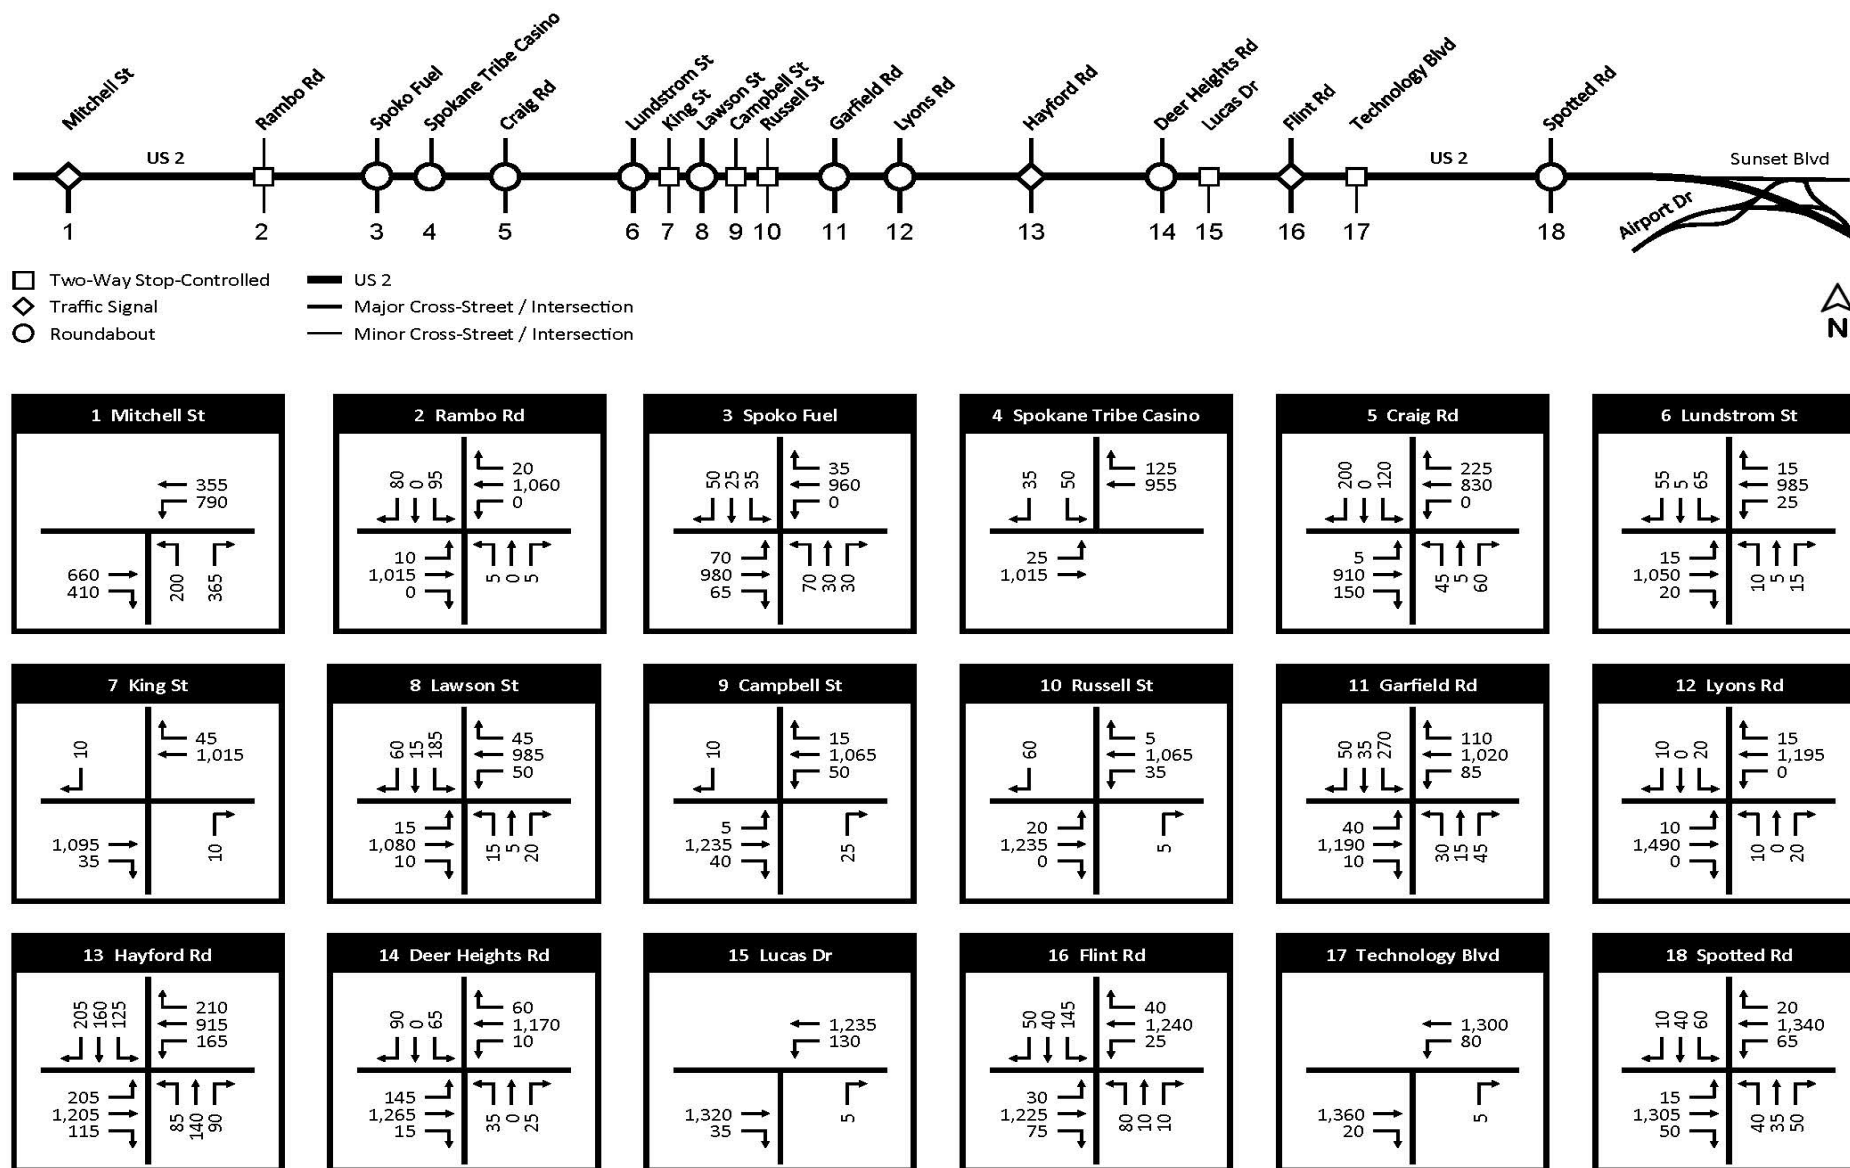 Mitchell St
Rambo Rd
Spoko Fuel
Spokane Tribe Casino
Craig Rd
Lundstrom St
King St
Lawson St
Campbell St
Russell St
Garfield Rd
Lyons Rd
Hayford Rd
Deer Heights Rd
Lucas Dr
Flint Rd
Technology Blvd
Spotted Rd
US 2
US 2
Sunset Blvd
Airport Dr
1 2 3 4 5 6 7 8 9 10 11 12 13 14 15 16 17 18
Two-Way Stop-Controlled
Traffic Signal
Roundabout
US 2
Major Cross-Street / Intersection
Minor Cross-Street / Intersection
N
1 Mitchell St
355
790
660
410
200 365
2 Rambo Rd
80 0 95
20
1,060
0
10
1,015
0
5 0 5
3 Spoko Fuel
50 25 35
35
960
0
70
980
65
70 30 30
4 Spokane Tribe Casino
35 50
125
955
25
1,015
5 Craig Rd
200 0 120
225
830
0
5
910
150
45 5 60
6 Lundstrom St
55 5 65
15
985
25
15
1,050
20
10 5 15
7 King St
10
45
1,015
1,095
35
10
8 Lawson St
60 15 185
45
985
50
15
1,080
10
15 5 20
9 Campbell St
10
15
1,065
50
5
1,235
40
25
10 Russell St
60
5
1,065
35
20
1,235
0
5
11 Garfield Rd
50 35 270
110
1,020
85
40
1,190
10
30 15 45
12 Lyons Rd
10 0 20
15
1,195
0
10
1,490
0
10 0 20
13 Hayford Rd
205 160 125
210
915
165
205
1,205
115
85 140 90
14 Deer Heights Rd
90 0 65
60
1,170
10
145
1,265
15
35 0 25
15 Lucas Dr
1,235
130
1,320
35
5
16 Flint Rd
50 40 145
40
1,240
25
30
1,225
75
80 10 10
17 Technology Blvd
1,300
80
1,360
20
5
18 Spotted Rd
10 40 60
20
1,340
65
15
1,305
50
40 35 50